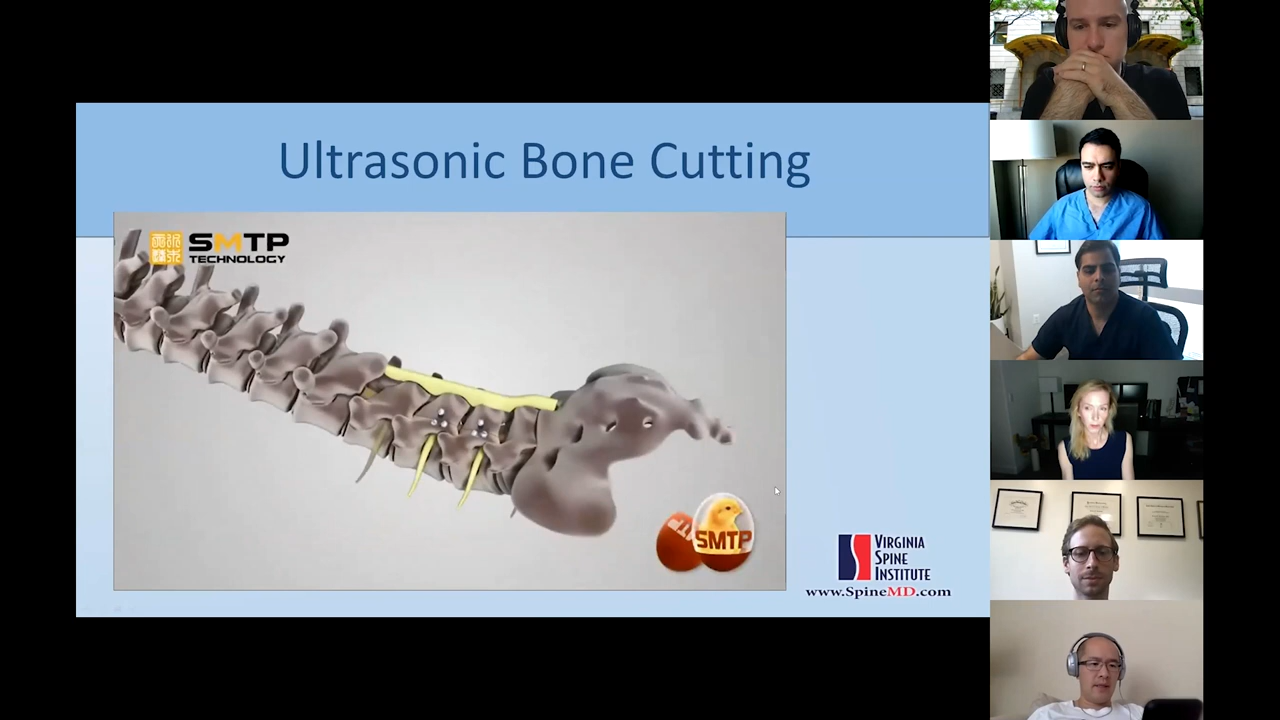 Ultrasonic Bone Cutting
SMTP
TECHNOLOGY
SMTP
VIRGINIA
SPINE
INSTITUTE
www.SpineMD.com